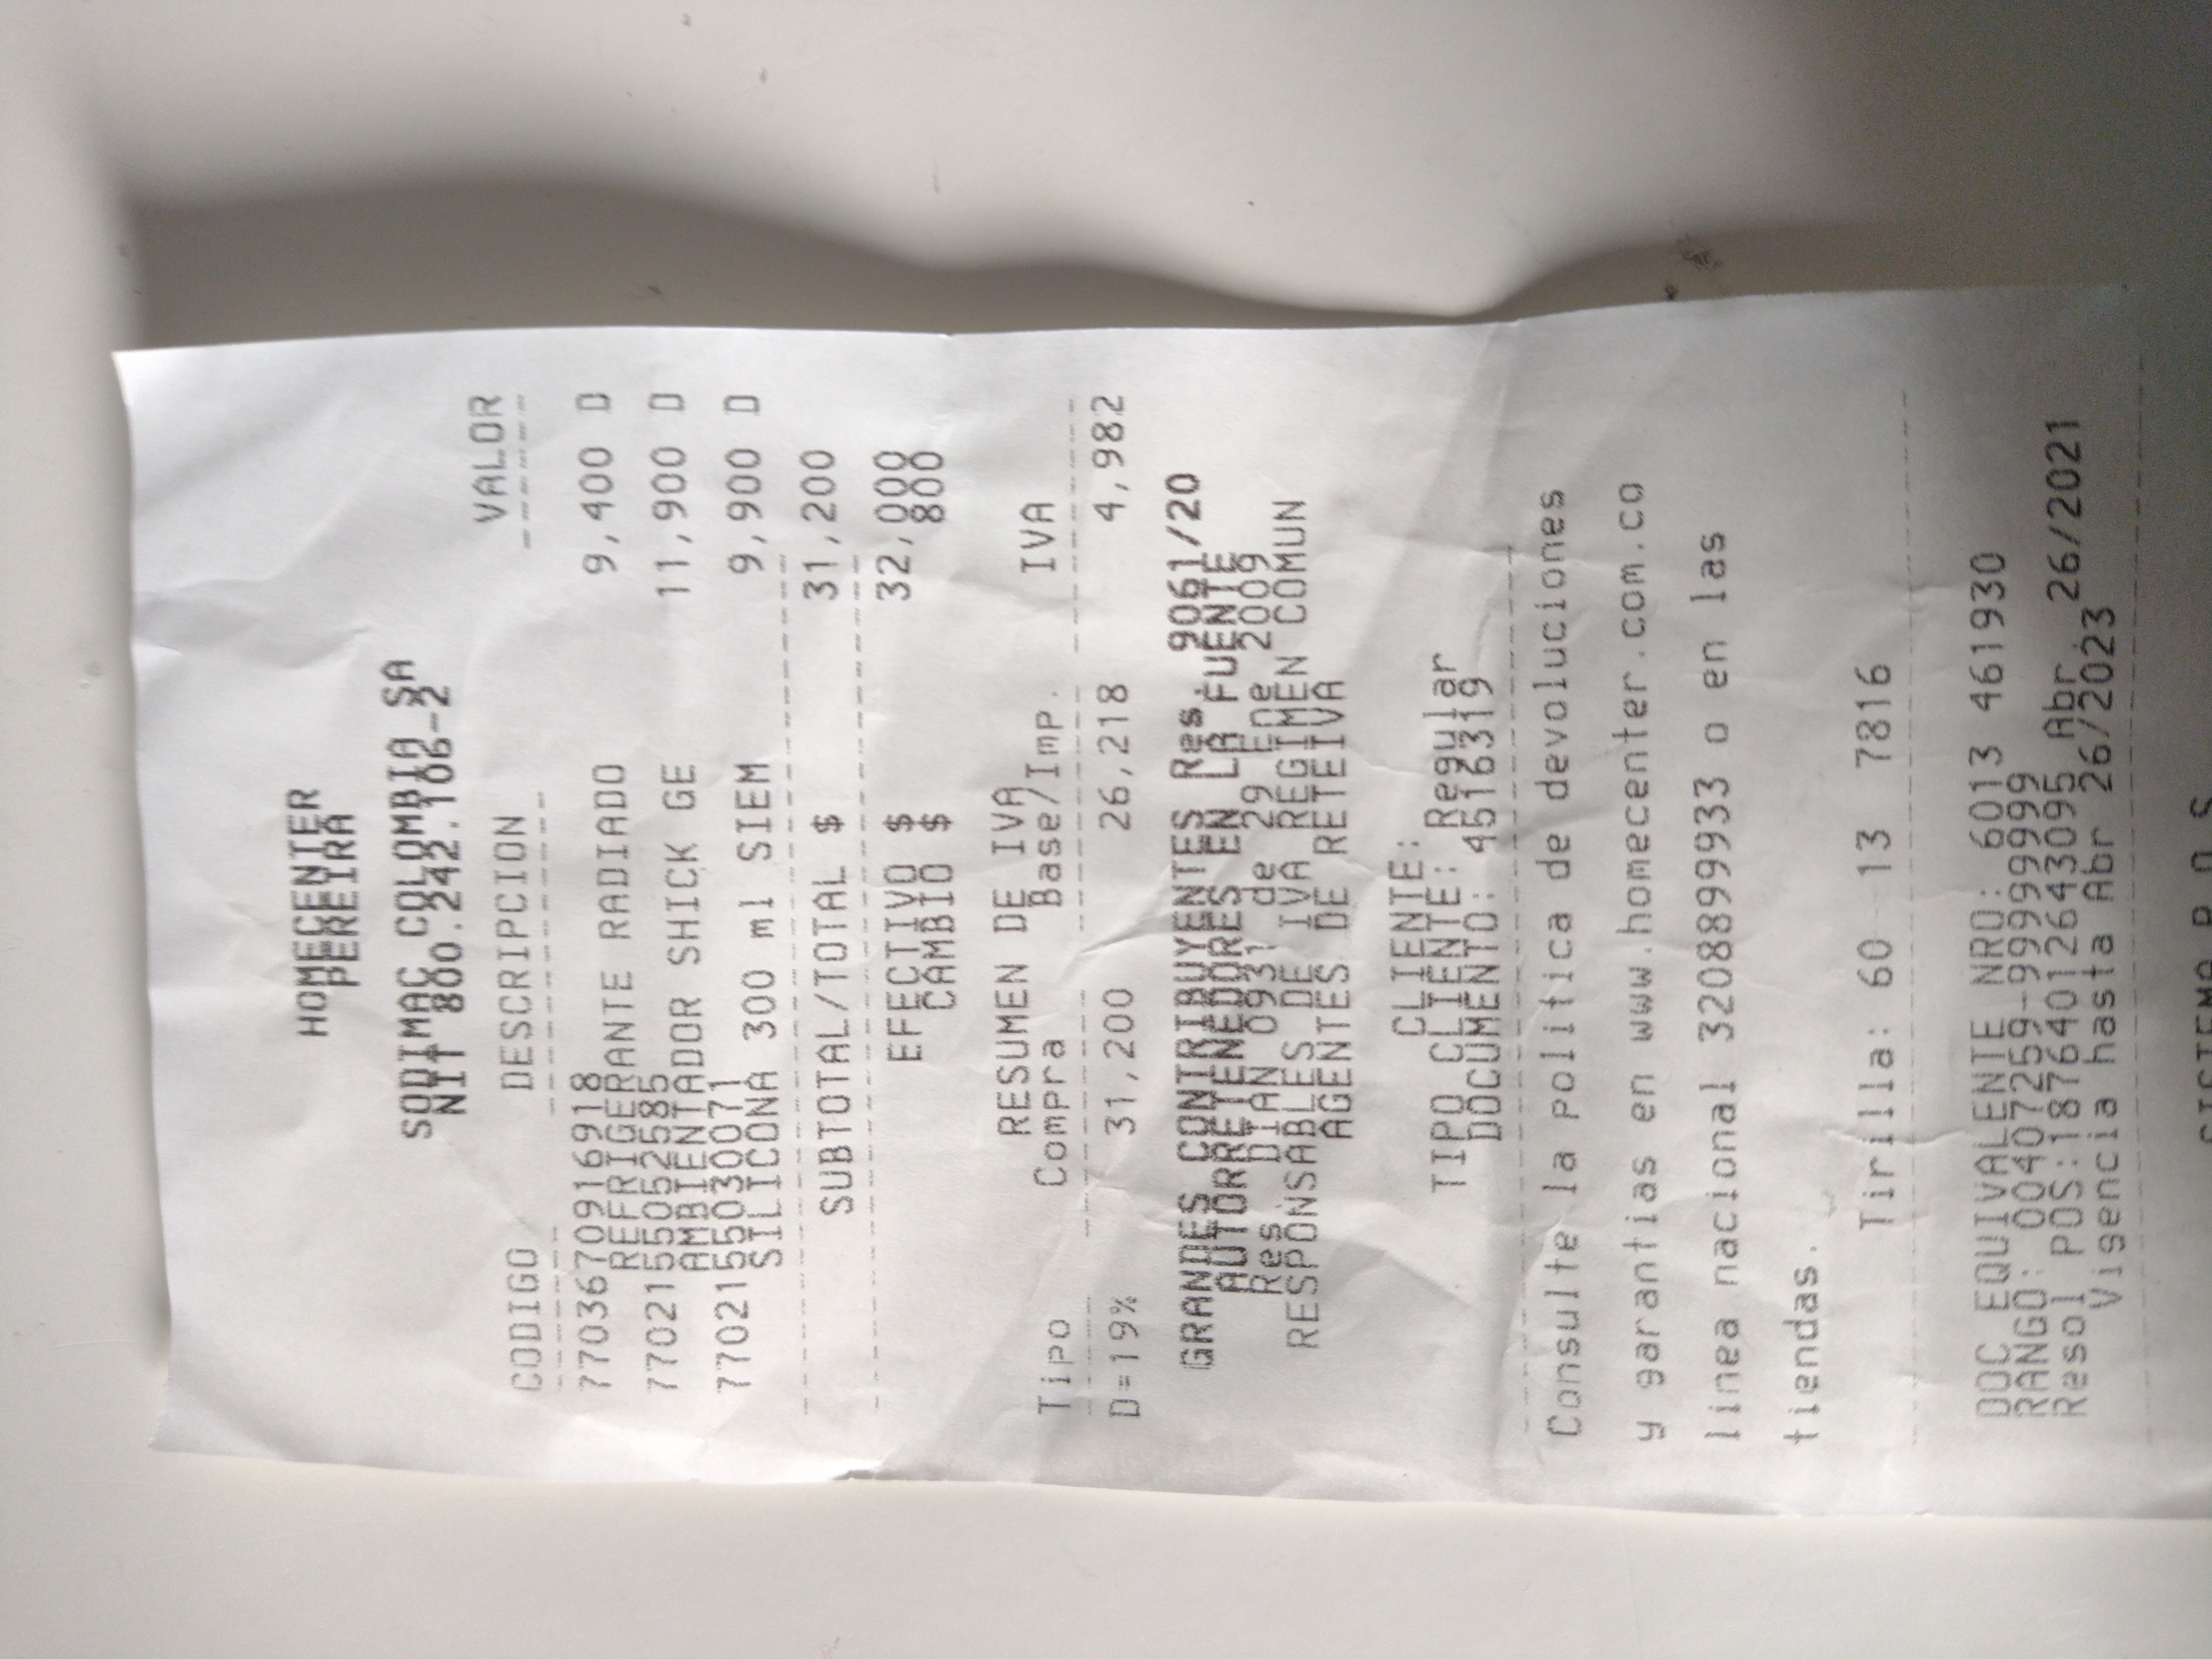 HOMECENTER
PEREIRA
SODIMAC COLOMBIA SA
NIT 800.242.106-2
CODIGO DESCRIPCION VALOR
7703670916918 9,400 D
REFRIGERANTE RADIADO
7702155052585 11,900 D
AMBIENTADOR SHICK GE
7702155030071 9,900 D
SILICONA 300 ml SIEM
SUBTOTAL/TOTAL $ 31,200
EFECTIVO $ 32,000
CAMBIO $ 800
RESUMEN DE IVA
Tipo Compra Base/Imp. IVA
D=19% 31,200 26,218 4,982
GRANDES CONTRIBUYENTES Res. 9061/20
AUTORRETENEDORES EN LA FUENTE
Res DIAN 0931 de 29 Ene 2009
RESPONSABLES DE IVA REGIMEN COMUN
AGENTES DE RETEIVA
CLIENTE:
TIPO CLIENTE: Regular
DOCUMENTO: 4516319
Consulte la politica de devoluciones
y garantias en www.homecenter.com.co
linea nacional 3208899933 o en las
tiendas.
Tirilla: 60 13 7816
DOC EQUIVALENTE NRO: 6013 461930
RANGO: 00407259-99999999
Resol POS:18764012643095 Abr. 26/2021
Vigencia hasta Abr 26/2023
SISTEMA P.O.S